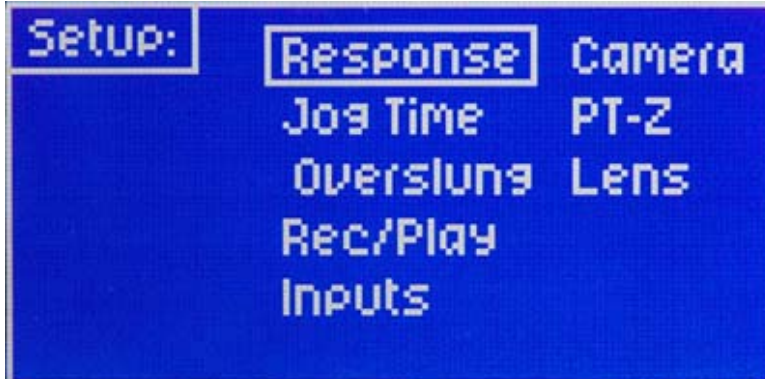 Setup:
Response Camera
Jog Time PT-Z
Overslung Lens
Rec/Play
Inputs